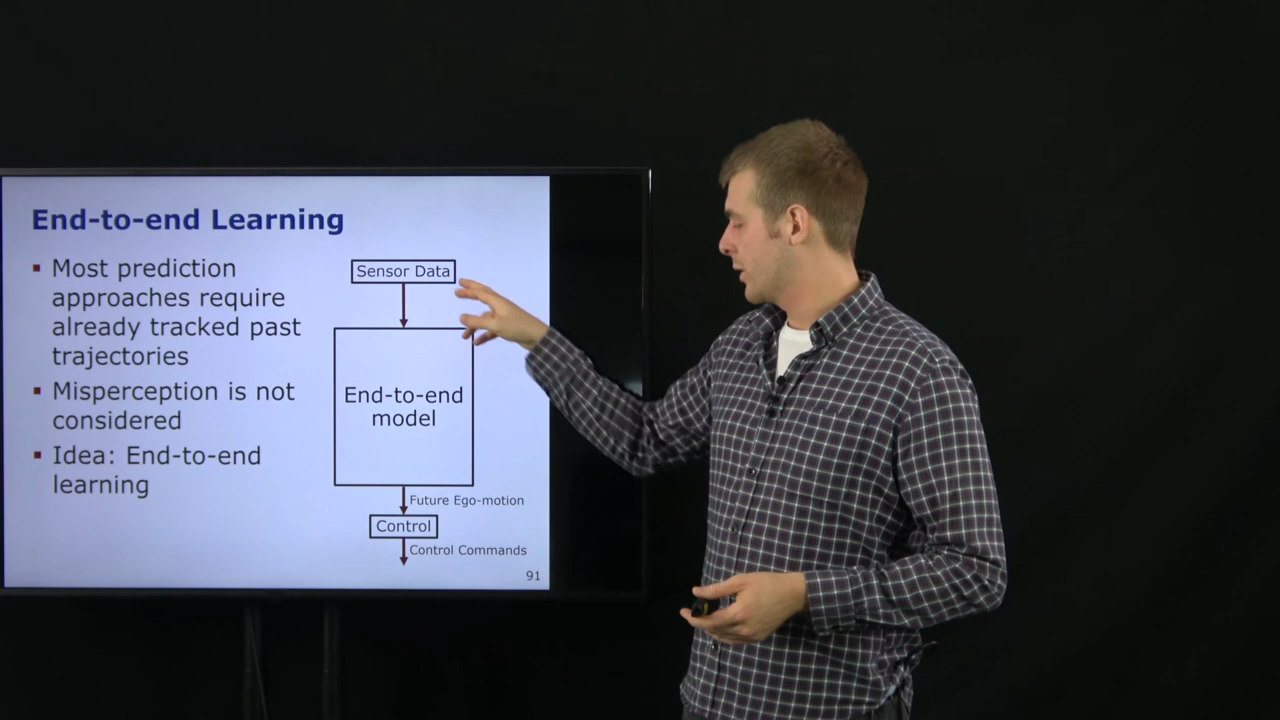 End-to-end Learning
▪ Most prediction
approaches require
already tracked past
trajectories
▪ Misperception is not
considered
▪ Idea: End-to-end
learning
Sensor Data
End-to-end
model
Future Ego-motion
Control
Control Commands
91